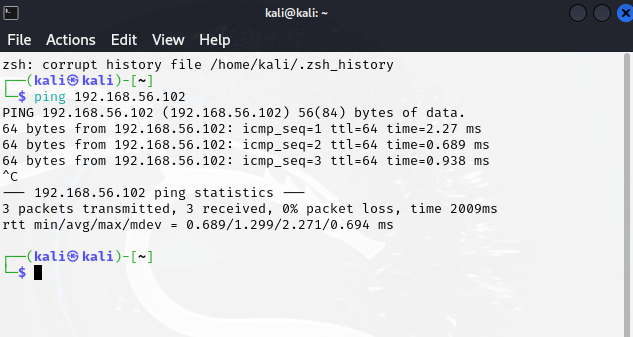 kali@kali: ~
File Actions Edit View Help
zsh: corrupt history file /home/kali/.zsh_history
┌──(kali㉿kali)-[~]
└─$ ping 192.168.56.102
PING 192.168.56.102 (192.168.56.102) 56(84) bytes of data.
64 bytes from 192.168.56.102: icmp_seq=1 ttl=64 time=2.27 ms
64 bytes from 192.168.56.102: icmp_seq=2 ttl=64 time=0.689 ms
64 bytes from 192.168.56.102: icmp_seq=3 ttl=64 time=0.938 ms
^C
--- 192.168.56.102 ping statistics ---
3 packets transmitted, 3 received, 0% packet loss, time 2009ms
rtt min/avg/max/mdev = 0.689/1.299/2.271/0.694 ms
┌──(kali㉿kali)-[~]
└─$